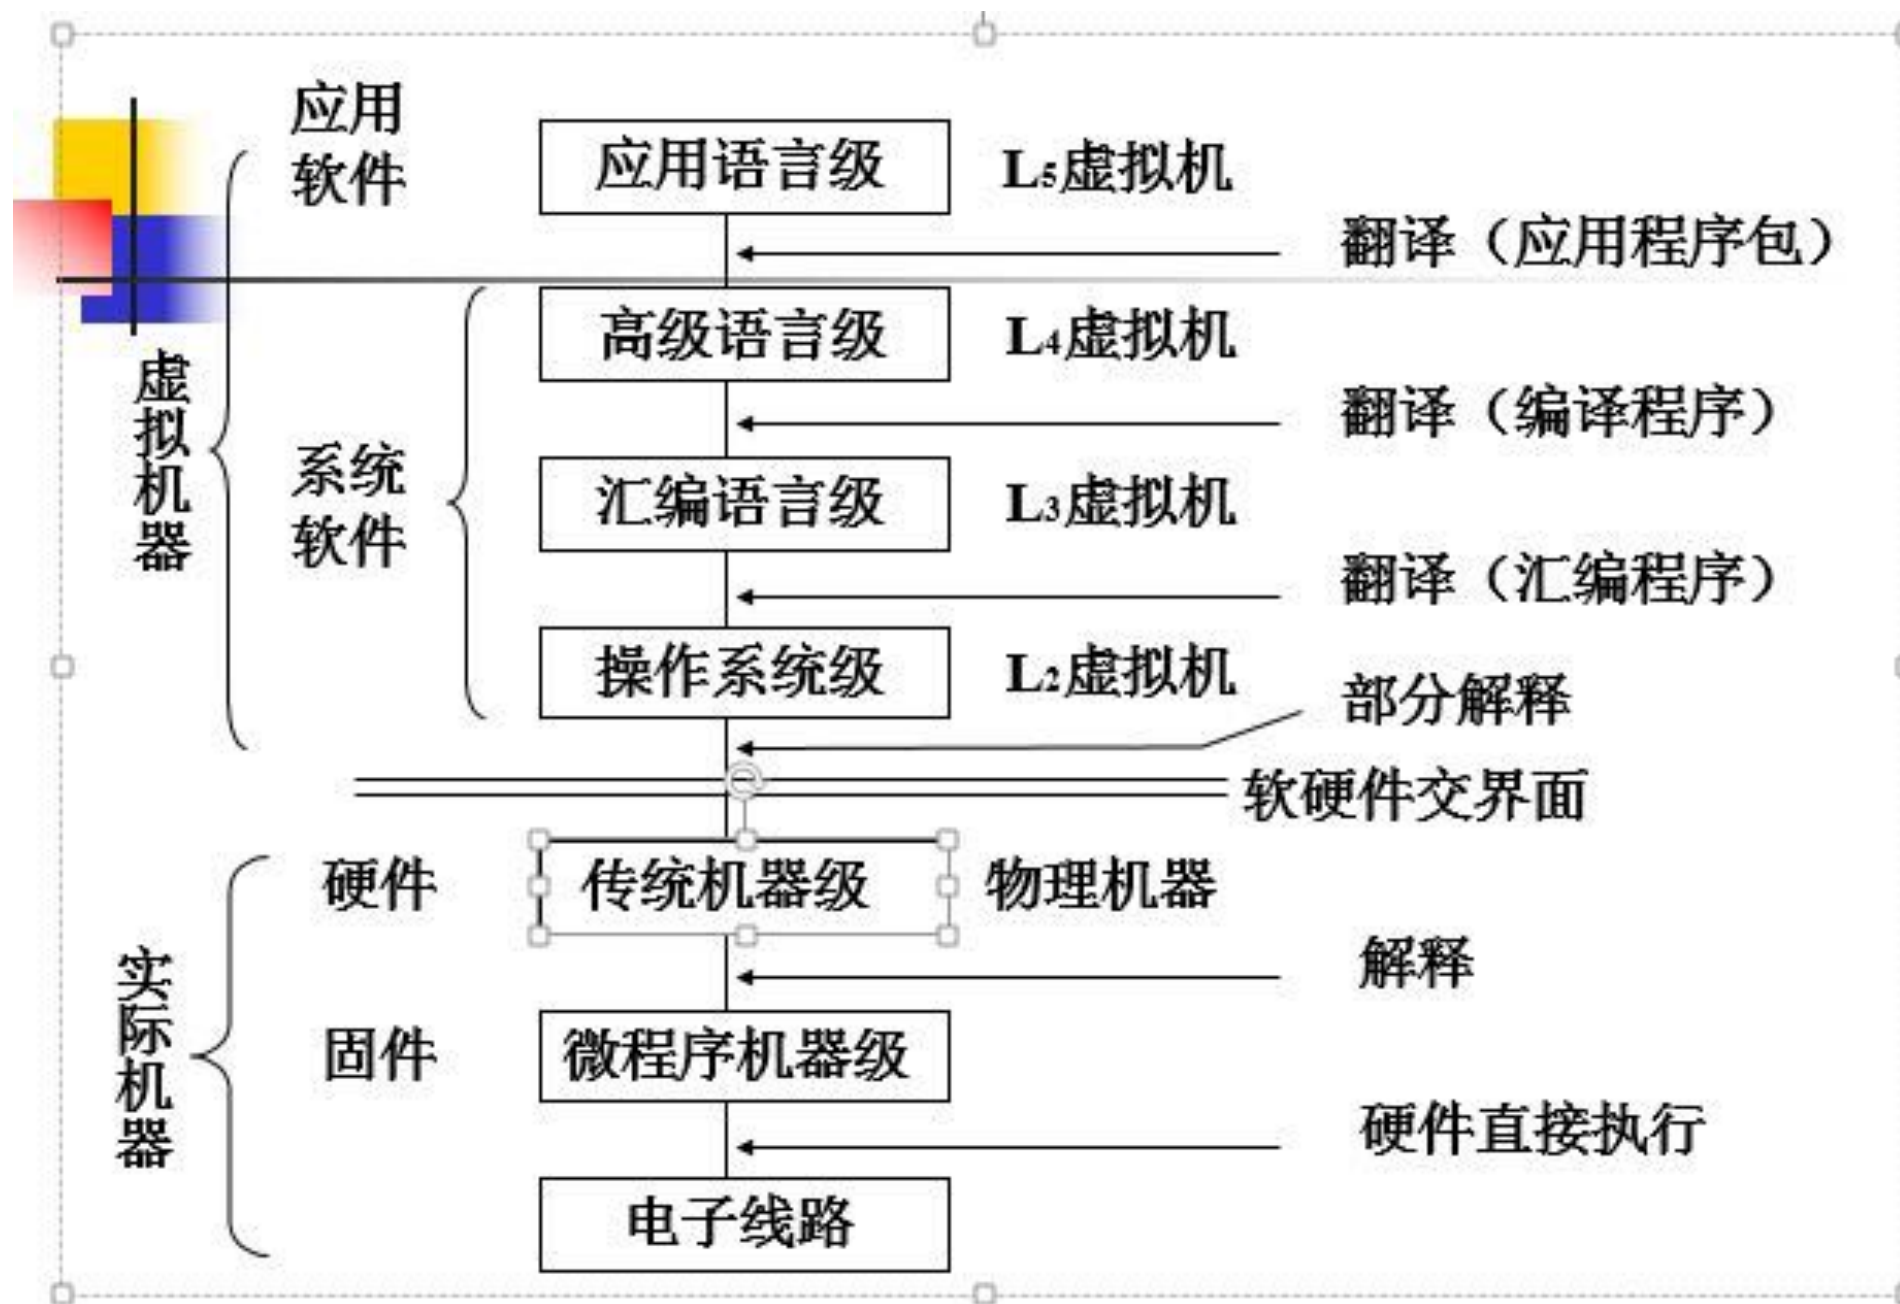 应用
软件
应用语言级
L5虚拟机
翻译（应用程序包）
高级语言级
L4虚拟机
虚拟机器
翻译（编译程序）
系统
软件
汇编语言级
L3虚拟机
翻译（汇编程序）
操作系统级
L2虚拟机
部分解释
软硬件交界面
硬件
传统机器级
物理机器
实际机器
解释
固件
微程序机器级
硬件直接执行
电子线路